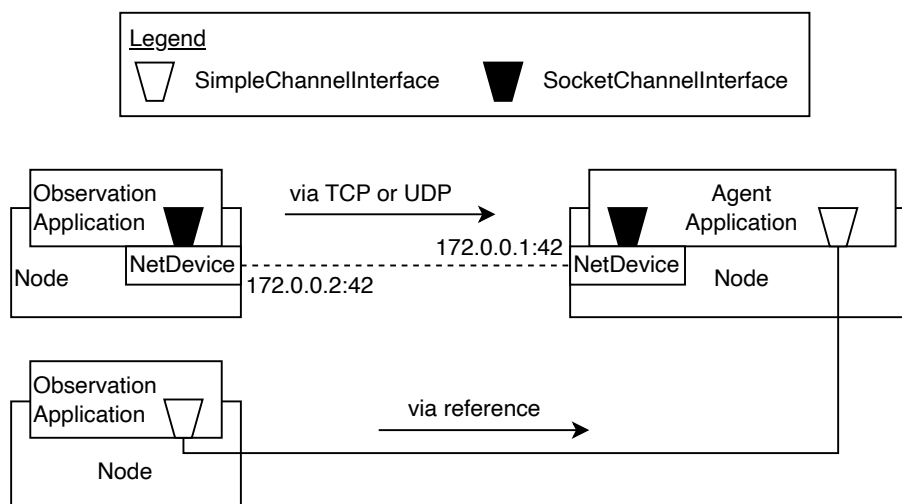 Legend
SimpleChannelInterface
SocketChannelInterface
Observation
Application
via TCP or UDP
Agent
Application
172.0.0.1:42
NetDevice
NetDevice
Node
172.0.0.2:42
Node
Observation
Application
via reference
Node